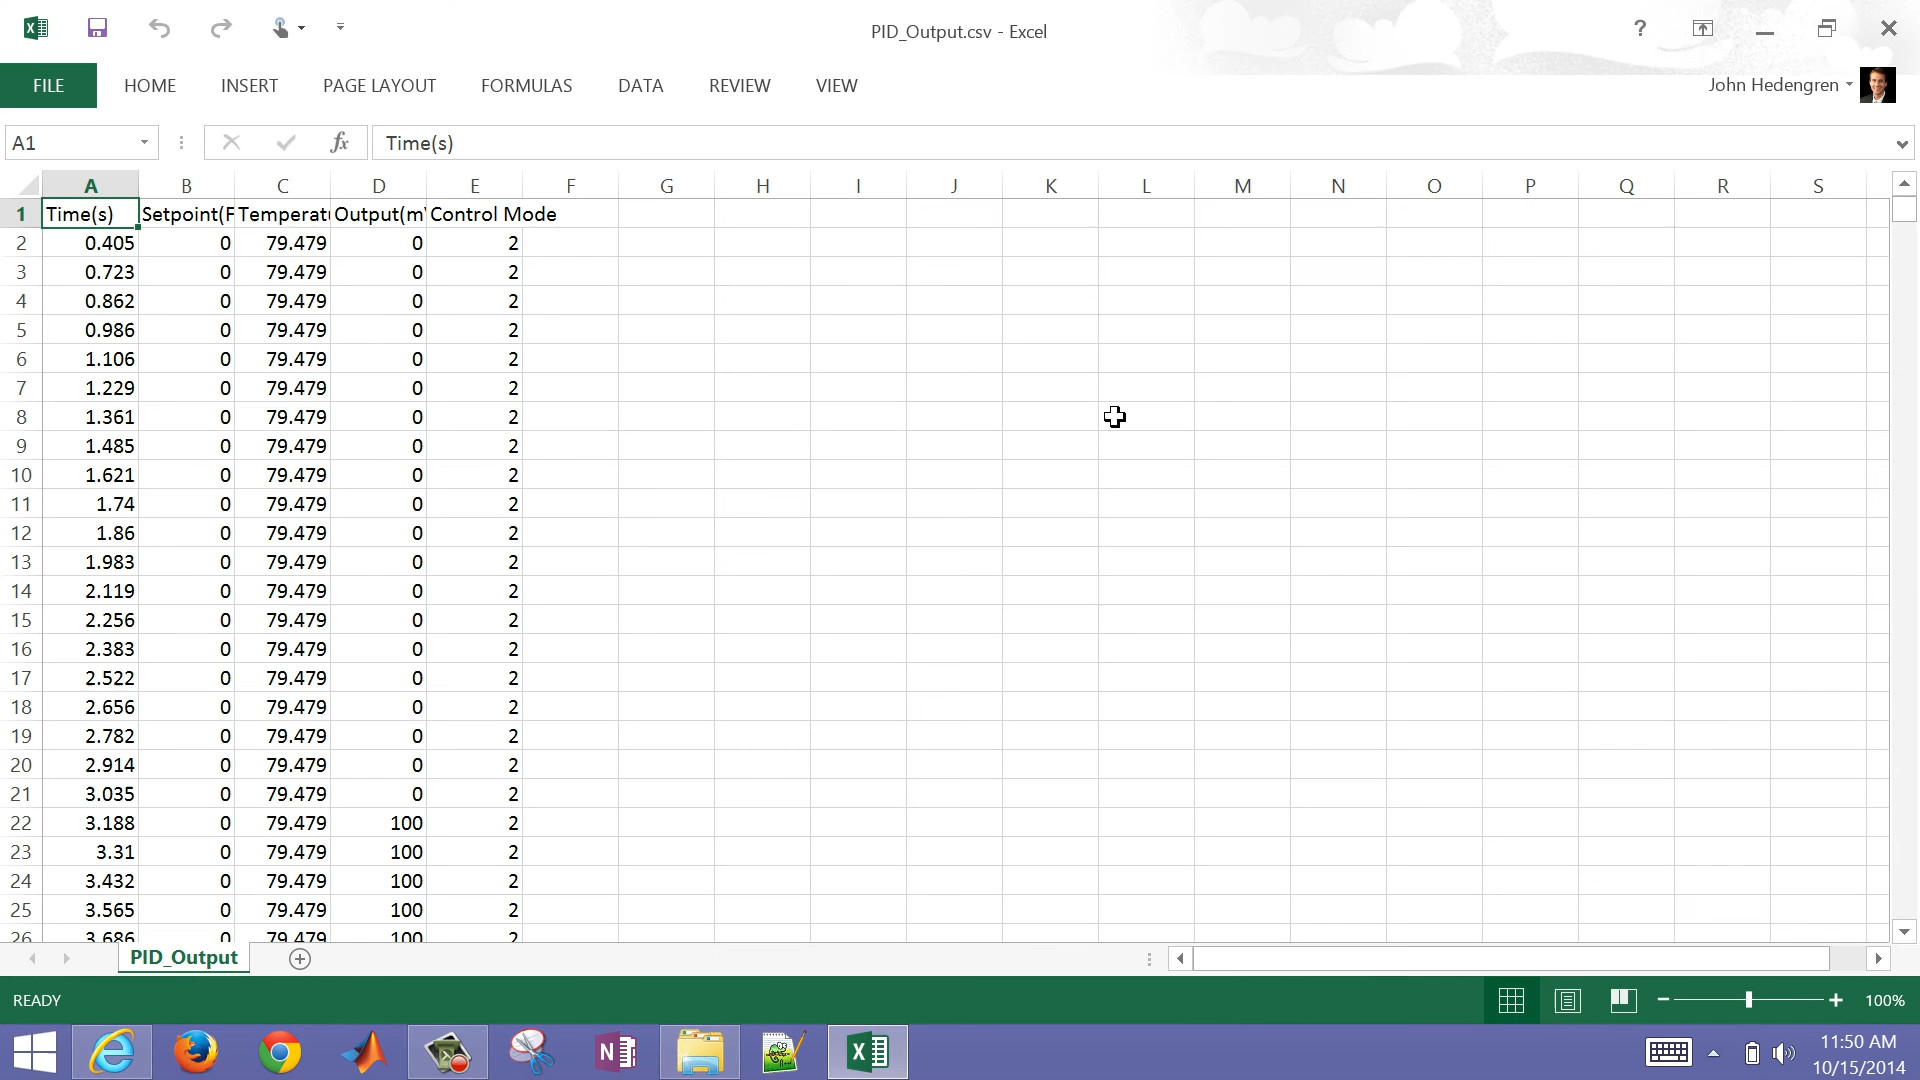 PID_Output.csv - Excel
?
FILE HOME INSERT PAGE LAYOUT FORMULAS DATA REVIEW VIEW John Hedengren
A1 fx Time(s)
A B C D E F G H I J K L M N O P Q R S
1 Time(s) Setpoint(F Temperatu Output(m Control Mode
2 0.405 0 79.479 0 2
3 0.723 0 79.479 0 2
4 0.862 0 79.479 0 2
5 0.986 0 79.479 0 2
6 1.106 0 79.479 0 2
7 1.229 0 79.479 0 2
8 1.361 0 79.479 0 2
9 1.485 0 79.479 0 2
10 1.621 0 79.479 0 2
11 1.74 0 79.479 0 2
12 1.86 0 79.479 0 2
13 1.983 0 79.479 0 2
14 2.119 0 79.479 0 2
15 2.256 0 79.479 0 2
16 2.383 0 79.479 0 2
17 2.522 0 79.479 0 2
18 2.656 0 79.479 0 2
19 2.782 0 79.479 0 2
20 2.914 0 79.479 0 2
21 3.035 0 79.479 0 2
22 3.188 0 79.479 100 2
23 3.31 0 79.479 100 2
24 3.432 0 79.479 100 2
25 3.565 0 79.479 100 2
26 3.686 0 79.479 100 2
PID_Output
READY 100%
11:50 AM
10/15/2014